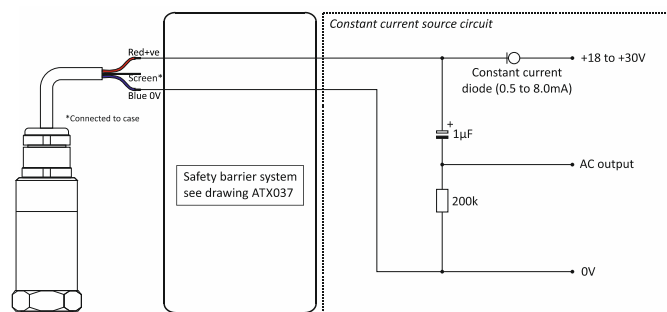 Constant current source circuit
Red+ve
+18 to +30V
Screen*
Constant current
diode (0.5 to 8.0mA)
Blue 0V
*Connected to case
+
1µF
Safety barrier system
see drawing ATX037
AC output
200k
0V